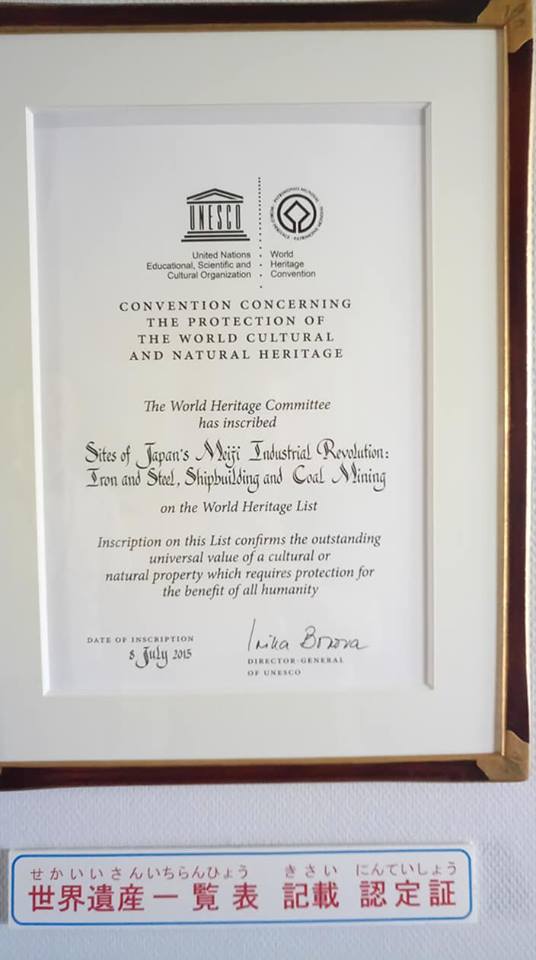 UNESCO
United Nations
Educational, Scientific and
Cultural Organization
World
Heritage
Convention
CONVENTION CONCERNING
THE PROTECTION OF
THE WORLD CULTURAL
AND NATURAL HERITAGE
The World Heritage Committee
has inscribed
Sites of Japan's Meiji Industrial Revolution:
Iron and Steel, Shipbuilding and Coal Mining
on the World Heritage List
Inscription on this List confirms the outstanding
universal value of a cultural or
natural property which requires protection for
the benefit of all humanity
DATE OF INSCRIPTION
8 July 2015
Irina Bokova
DIRECTOR-GENERAL
OF UNESCO
せかいいさんいちらんひょう きさい にんていしょう
世界遺産一覧表 記載 認定証